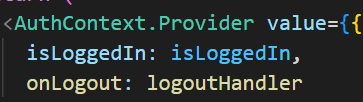 <AuthContext.Provider value={{
isLoggedIn: isLoggedIn,
onLogout: logoutHandler